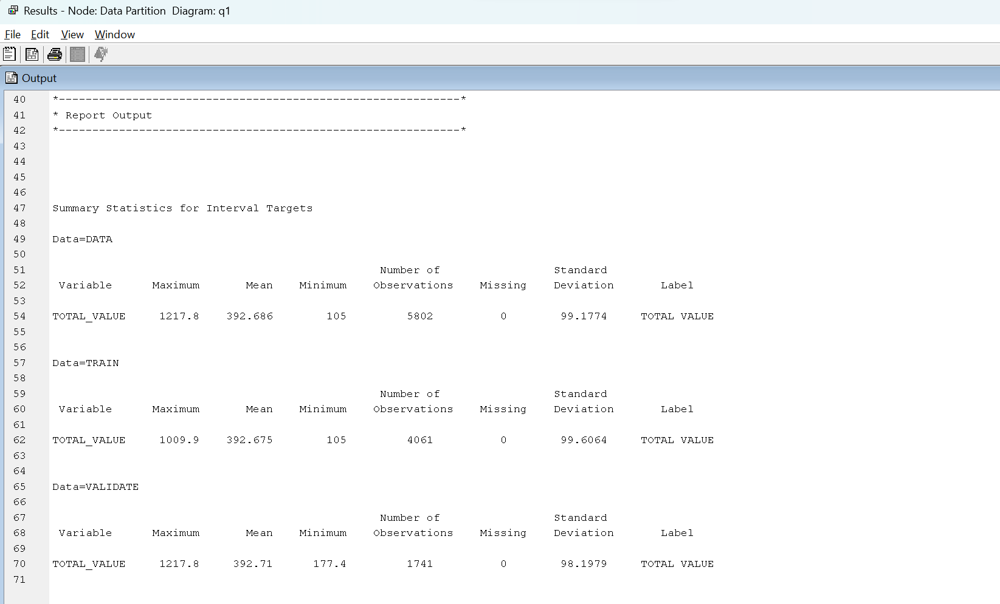 Results - Node: Data Partition  Diagram: q1
File  Edit  View  Window
Output
40  *------------------------------------------------------------*
41  * Report Output
42  *------------------------------------------------------------*
43
44
45
46
47  Summary Statistics for Interval Targets
48
49  Data=DATA
50
51  Number of  Standard
52  Variable  Maximum  Mean  Minimum  Observations  Missing  Deviation  Label
53
54  TOTAL_VALUE  1217.8  392.686  105  5802  0  99.1774  TOTAL VALUE
55
56
57  Data=TRAIN
58
59  Number of  Standard
60  Variable  Maximum  Mean  Minimum  Observations  Missing  Deviation  Label
61
62  TOTAL_VALUE  1009.9  392.675  105  4061  0  99.6064  TOTAL VALUE
63
64
65  Data=VALIDATE
66
67  Number of  Standard
68  Variable  Maximum  Mean  Minimum  Observations  Missing  Deviation  Label
69
70  TOTAL_VALUE  1217.8  392.71  177.4  1741  0  98.1979  TOTAL VALUE
71